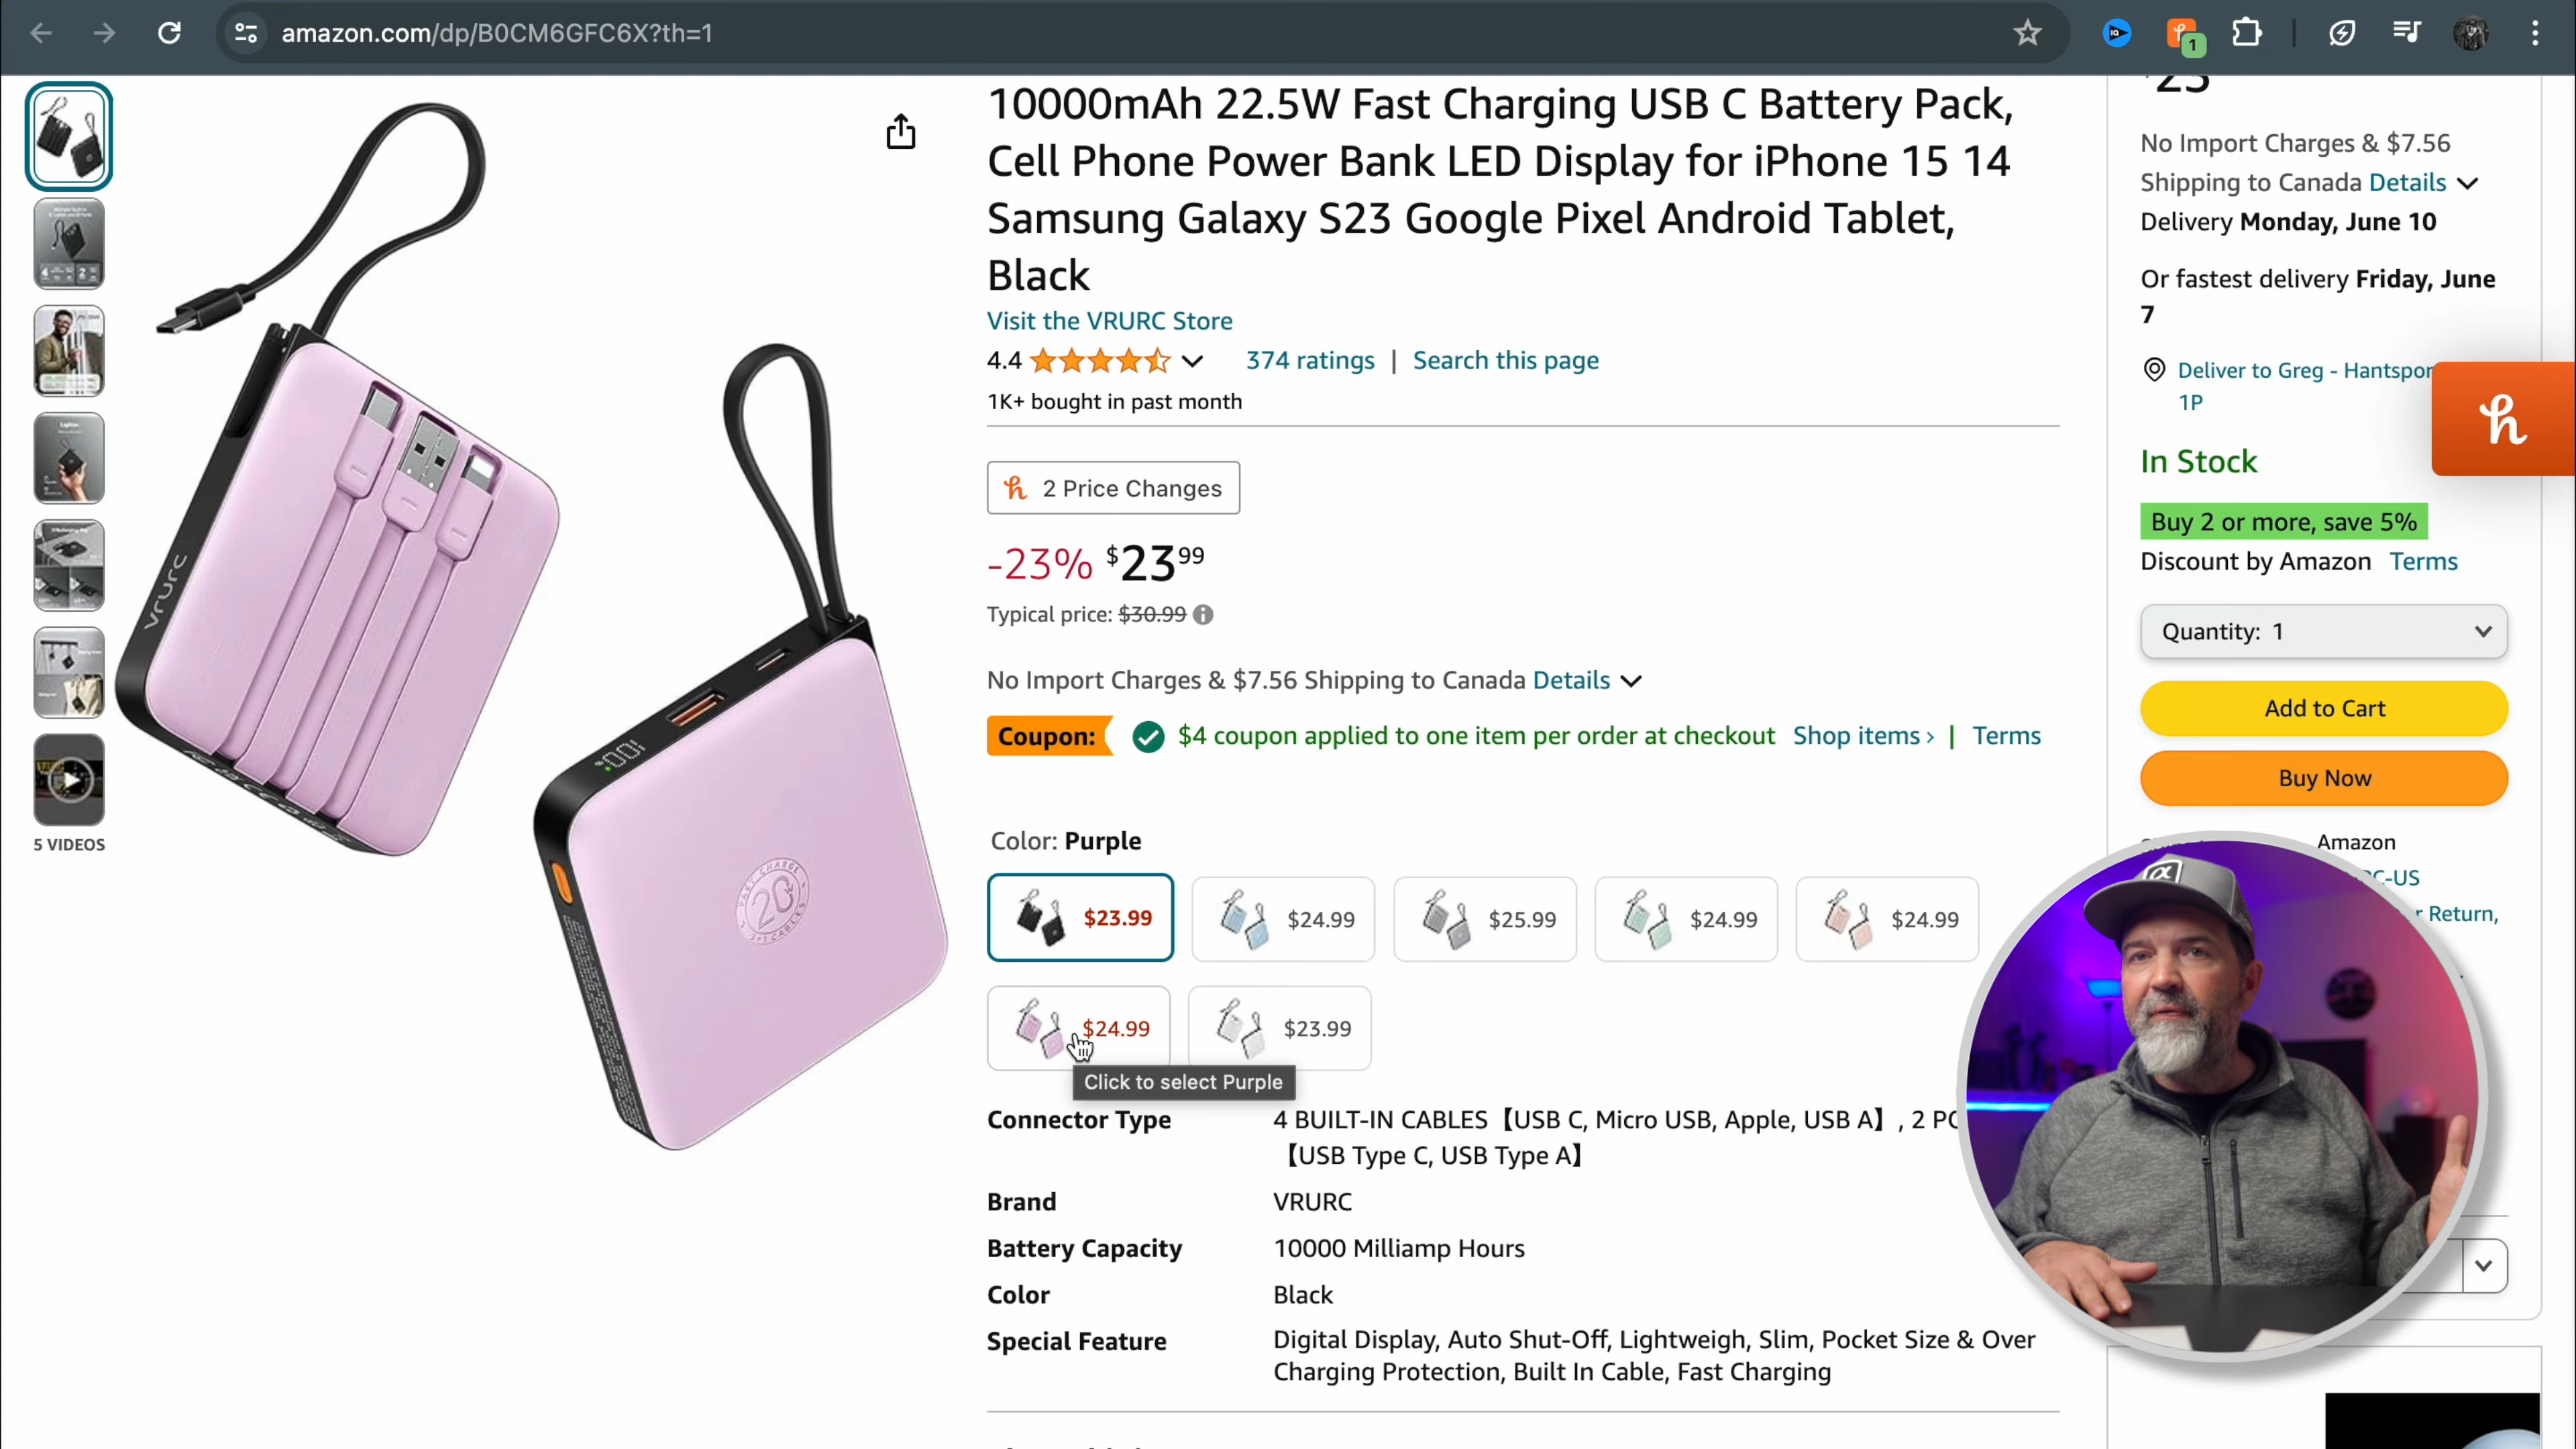 amazon.com/dp/B0CM6GFC6X?th=1
1
10000mAh 22.5W Fast Charging USB C Battery Pack,
Cell Phone Power Bank LED Display for iPhone 15 14
Samsung Galaxy S23 Google Pixel Android Tablet,
Black
Visit the VRURC Store
4.4
374 ratings | Search this page
1K+ bought in past month
2 Price Changes
-23% $23 99
Typical price: $30.99
No Import Charges & $7.56 Shipping to Canada Details
Coupon: $4 coupon applied to one item per order at checkout Shop items › | Terms
Color: Purple
$23.99
$24.99
$25.99
$24.99
$24.99
$24.99
$23.99
Click to select Purple
Connector Type 4 BUILT-IN CABLES【USB C, Micro USB, Apple, USB A】, 2
【USB Type C, USB Type A】
Brand VRURC
Battery Capacity 10000 Milliamp Hours
Color Black
Special Feature Digital Display, Auto Shut-Off, Lightweigh, Slim, Pocket Size & Over
Charging Protection, Built In Cable, Fast Charging
5 VIDEOS
vrurc
FAST CHARGE
20
No Import Charges & $7.56
Shipping to Canada Details
Delivery Monday, June 10
Or fastest delivery Friday, June
7
Deliver to Greg - Hantspor
1P
In Stock
Buy 2 or more, save 5%
Discount by Amazon Terms
Quantity: 1
Add to Cart
Buy Now
Amazon
C-US
r Return,